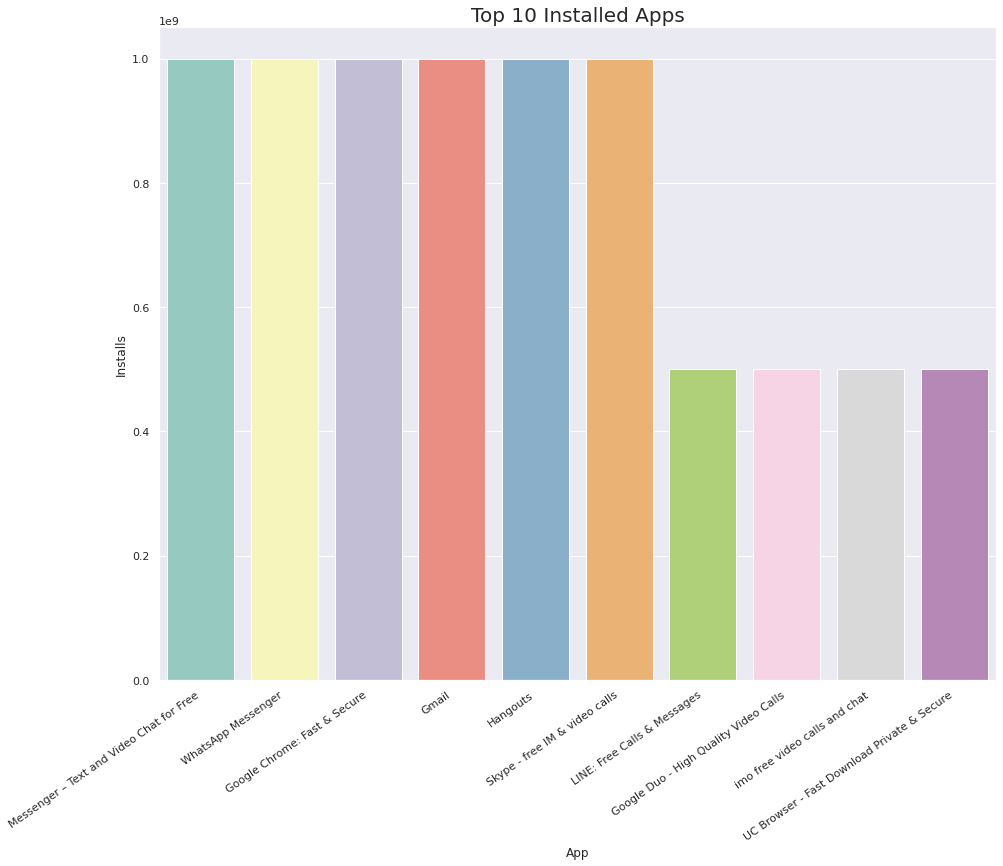 Top 10 Installed Apps
1e9
1.0
0.8
0.6
0.4
0.2
0.0
Installs
Messenger – Text and Video Chat for Free
WhatsApp Messenger
Google Chrome: Fast & Secure
Gmail
Hangouts
Skype - free IM & video calls
LINE: Free Calls & Messages
Google Duo - High Quality Video Calls
imo free video calls and chat
UC Browser - Fast Download Private & Secure
App